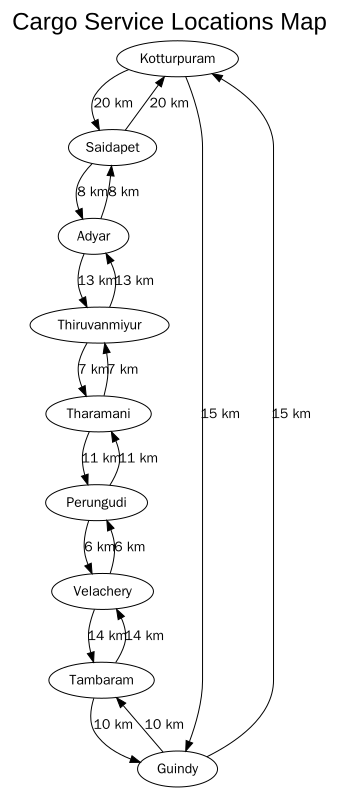 Cargo Service Locations Map
Kotturpuram
20 km
20 km
Saidapet
8 km
8 km
Adyar
13 km
13 km
Thiruvanmiyur
7 km
7 km
Tharamani
15 km
15 km
11 km
11 km
Perungudi
6 km
6 km
Velachery
14 km
14 km
Tambaram
10 km
10 km
Guindy